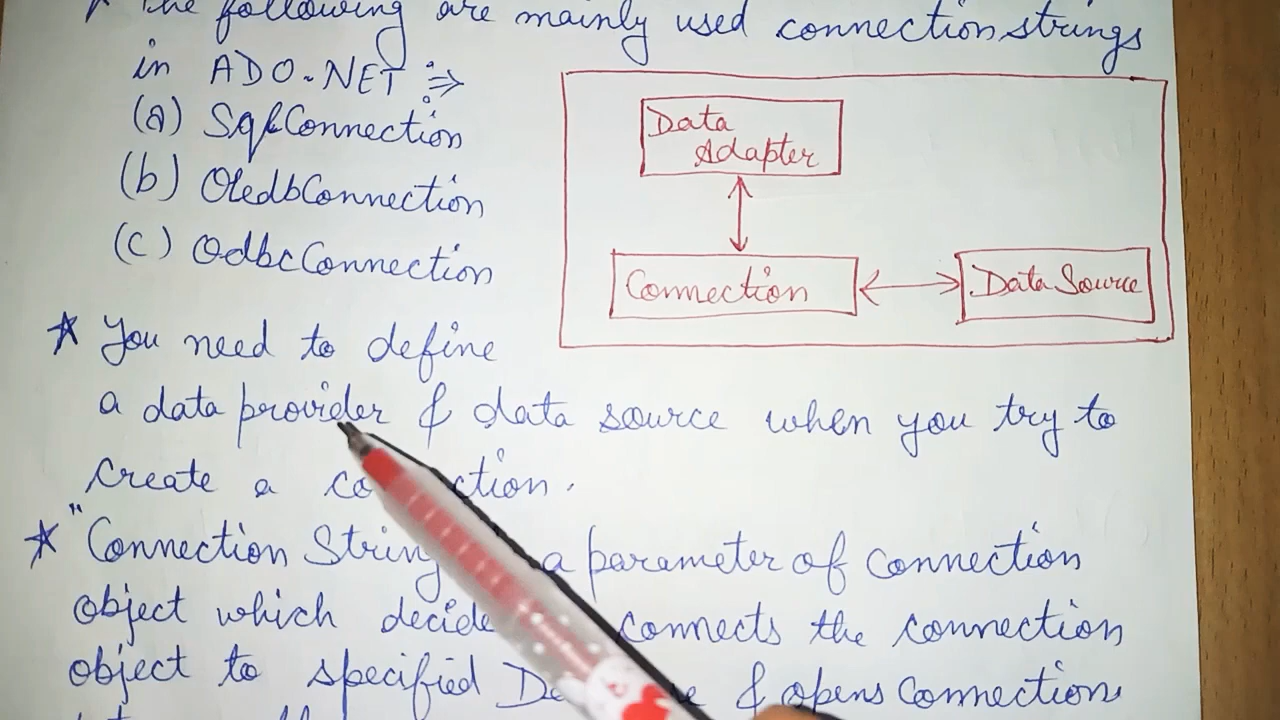 * The following are mainly used connection strings
in ADO.NET :⇒
(a) SqlConnection
(b) OledbConnection
(c) OdbcConnection
Data
Adapter
Connection
Data Source
* You need to define
a data provider & data source when you try to
create a
* "Connection String a parameter of connection
object which connects the connection
object to specified & opens connection